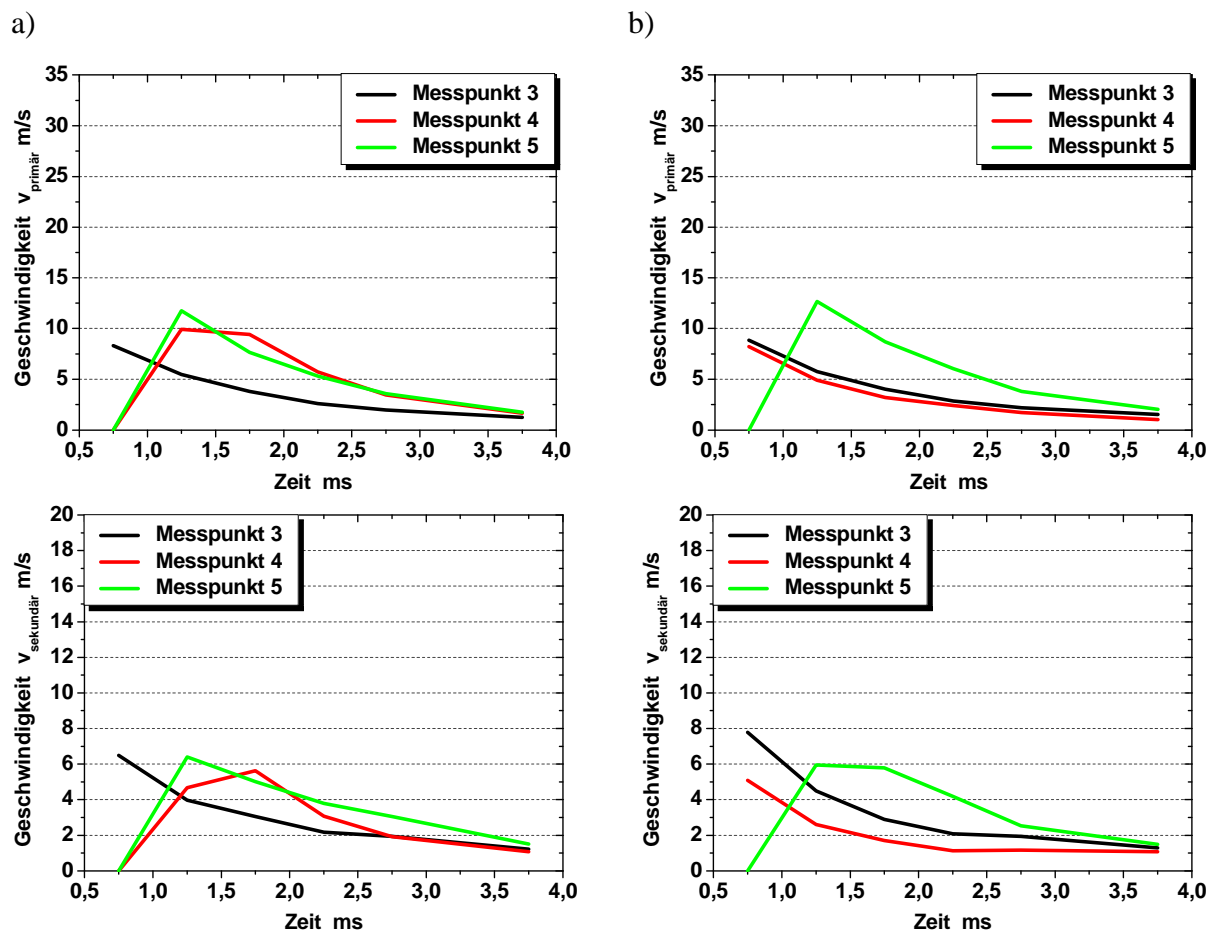 a)
b)
Messpunkt 3
Messpunkt 4
Messpunkt 5
Geschwindigkeit v_primär m/s
35
30
25
20
15
10
5
0
0,5 1,0 1,5 2,0 2,5 3,0 3,5 4,0
Zeit ms
Messpunkt 3
Messpunkt 4
Messpunkt 5
Geschwindigkeit v_primär m/s
35
30
25
20
15
10
5
0
0,5 1,0 1,5 2,0 2,5 3,0 3,5 4,0
Zeit ms
Messpunkt 3
Messpunkt 4
Messpunkt 5
Geschwindigkeit v_sekundär m/s
20
18
16
14
12
10
8
6
4
2
0
0,5 1,0 1,5 2,0 2,5 3,0 3,5 4,0
Zeit ms
Messpunkt 3
Messpunkt 4
Messpunkt 5
Geschwindigkeit v_sekundär m/s
20
18
16
14
12
10
8
6
4
2
0
0,5 1,0 1,5 2,0 2,5 3,0 3,5 4,0
Zeit ms